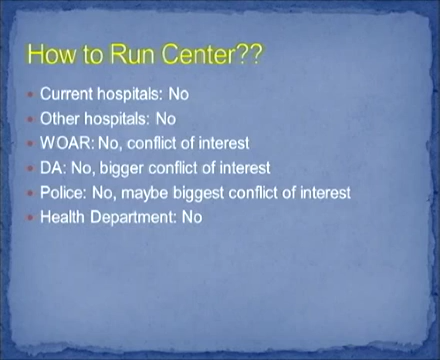 How to Run Center??
Current hospitals: No
Other hospitals: No
WOAR: No, conflict of interest
DA: No, bigger conflict of interest
Police: No, maybe biggest conflict of interest
Health Department: No